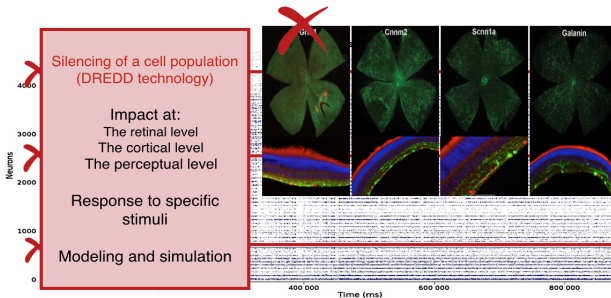 Cnnm2
Scnn1a
Galanin
Silencing of a cell population
(DREDD technology)
Impact at:
The retinal level
The cortical level
The perceptual level
Response to specific
stimuli
Modeling and simulation
Neurons
4000
3000
2000
1000
0
400 000
600 000
800 000
Time (ms)